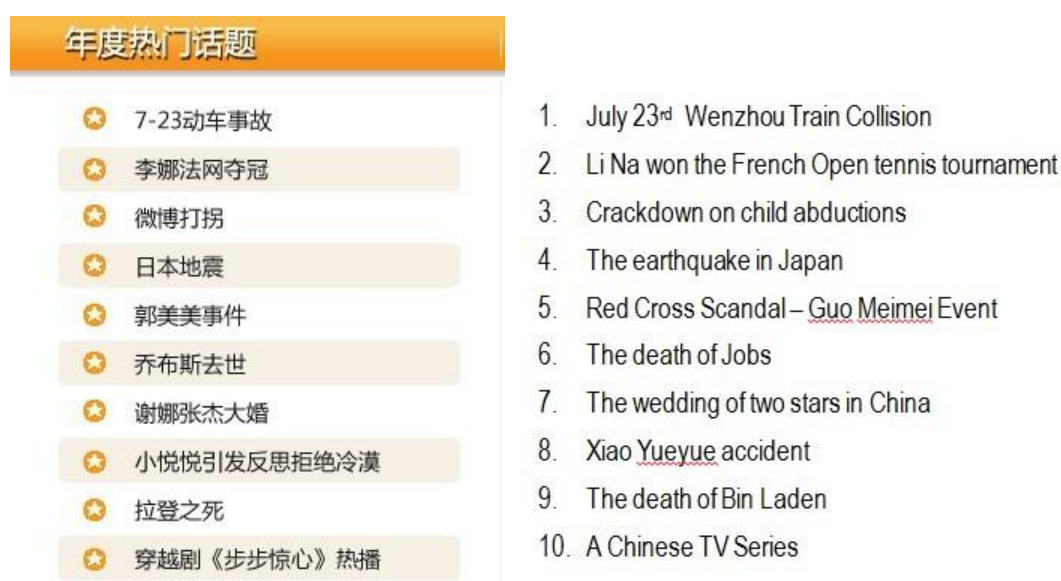 年度热门话题
7-23动车事故
李娜法网夺冠
微博打拐
日本地震
郭美美事件
乔布斯去世
谢娜张杰大婚
小悦悦引发反思拒绝冷漠
拉登之死
穿越剧《步步惊心》热播
1. July 23rd Wenzhou Train Collision
2. Li Na won the French Open tennis tournament
3. Crackdown on child abductions
4. The earthquake in Japan
5. Red Cross Scandal – Guo Meimei Event
6. The death of Jobs
7. The wedding of two stars in China
8. Xiao Yueyue accident
9. The death of Bin Laden
10. A Chinese TV Series